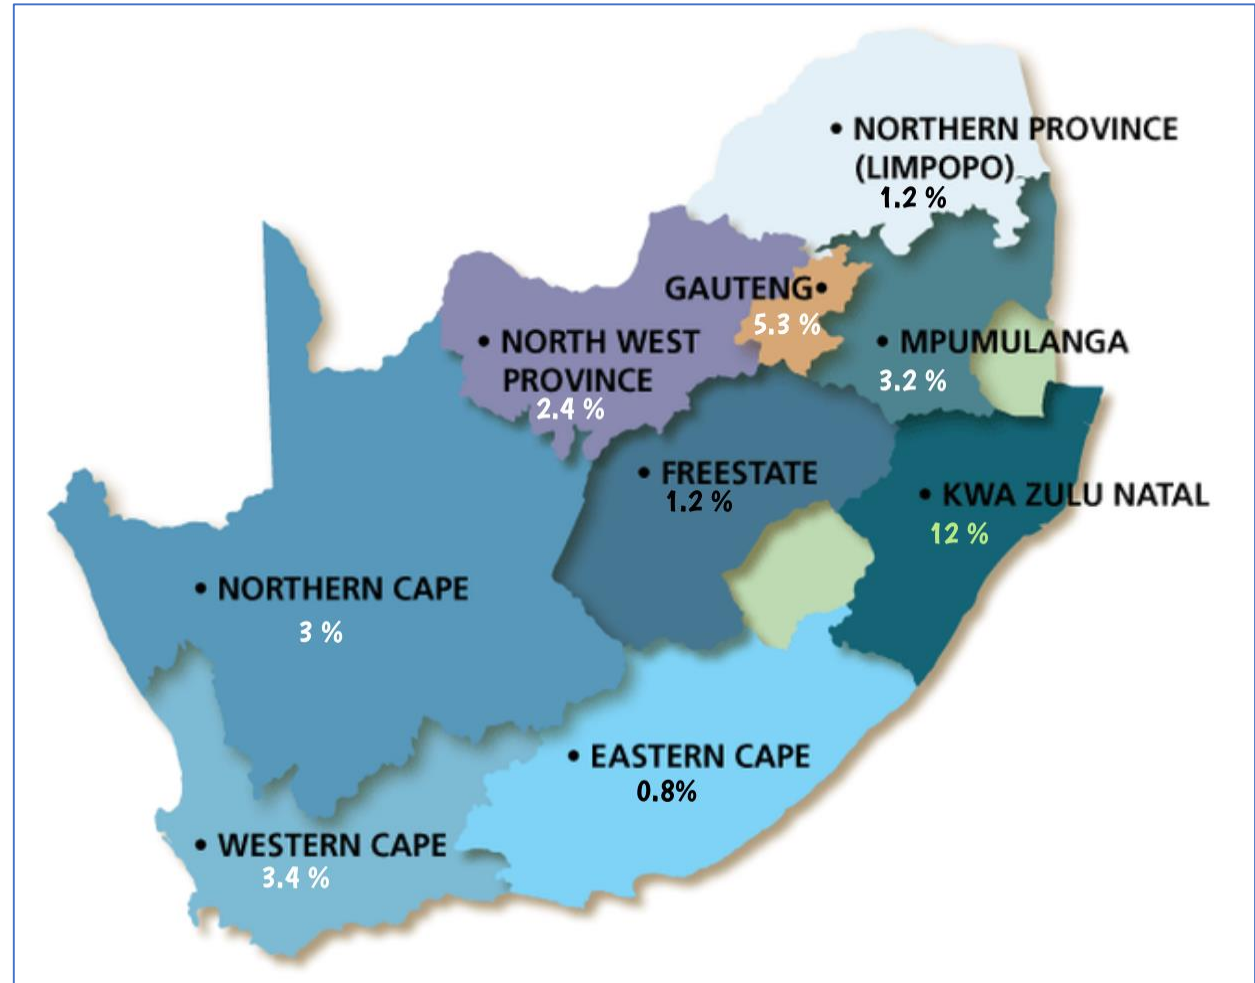 • NORTHERN PROVINCE
(LIMPOPO)
1.2 %
GAUTENG•
5.3 %
• NORTH WEST
PROVINCE
2.4 %
• MPUMULANGA
3.2 %
• FREESTATE
1.2 %
• KWA ZULU NATAL
12 %
• NORTHERN CAPE
3 %
• EASTERN CAPE
0.8%
• WESTERN CAPE
3.4 %